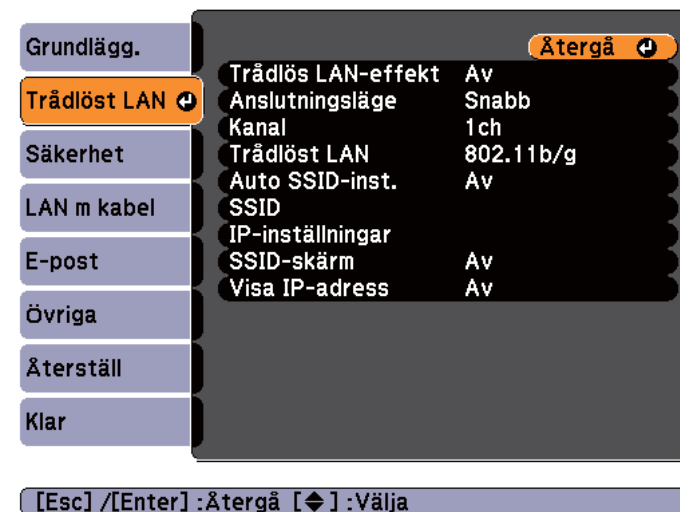 Grundlägg.
Trådlöst LAN
Säkerhet
LAN m kabel
E-post
Övriga
Återställ
Klar
Återgå
Trådlös LAN-effekt Av
Anslutningsläge Snabb
Kanal 1ch
Trådlöst LAN 802.11b/g
Auto SSID-inst. Av
SSID
IP-inställningar
SSID-skärm Av
Visa IP-adress Av
[Esc] /[Enter] :Återgå [◆] :Välja